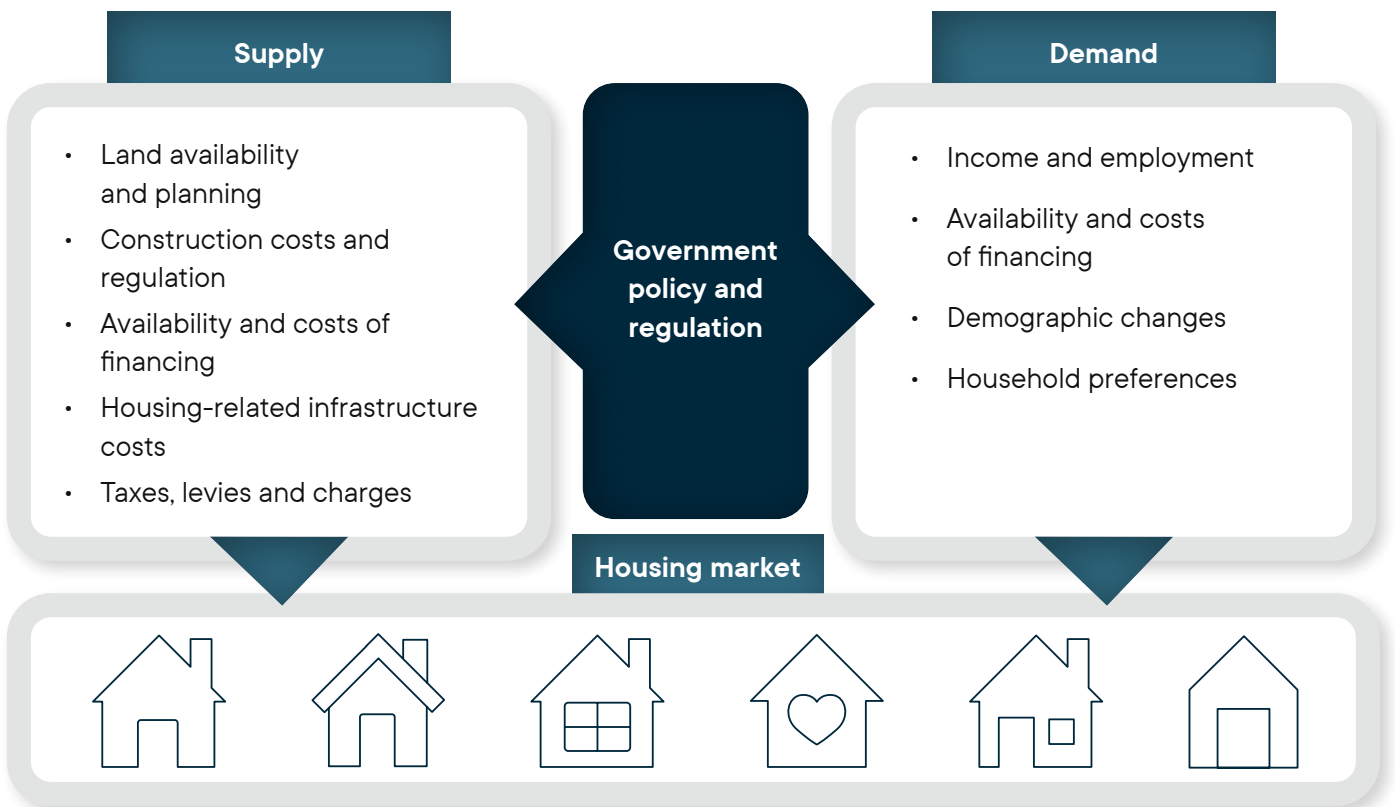 Supply
• Land availability
and planning
• Construction costs and
regulation
• Availability and costs of
financing
• Housing-related infrastructure
costs
• Taxes, levies and charges
Government
policy and
regulation
Demand
• Income and employment
• Availability and costs
of financing
• Demographic changes
• Household preferences
Housing market